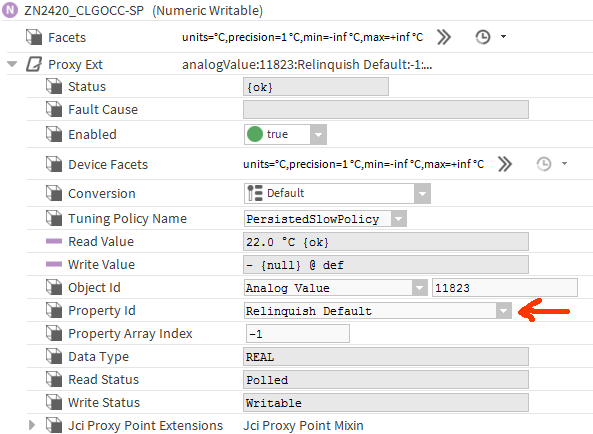 ZN2420_CLGOCC-SP (Numeric Writable)
Facets units=°C,precision=1 °C,min=-inf °C,max=+inf °C
Proxy Ext analogValue:11823:Relinquish Default:-1:...
Status {ok}
Fault Cause
Enabled true
Device Facets units=°C,precision=1 °C,min=-inf °C,max=+inf °C
Conversion Default
Tuning Policy Name PersistedSlowPolicy
Read Value 22.0 °C {ok}
Write Value - {null} @ def
Object Id Analog Value 11823
Property Id Relinquish Default
Property Array Index -1
Data Type REAL
Read Status Polled
Write Status Writable
Jci Proxy Point Extensions Jci Proxy Point Mixin